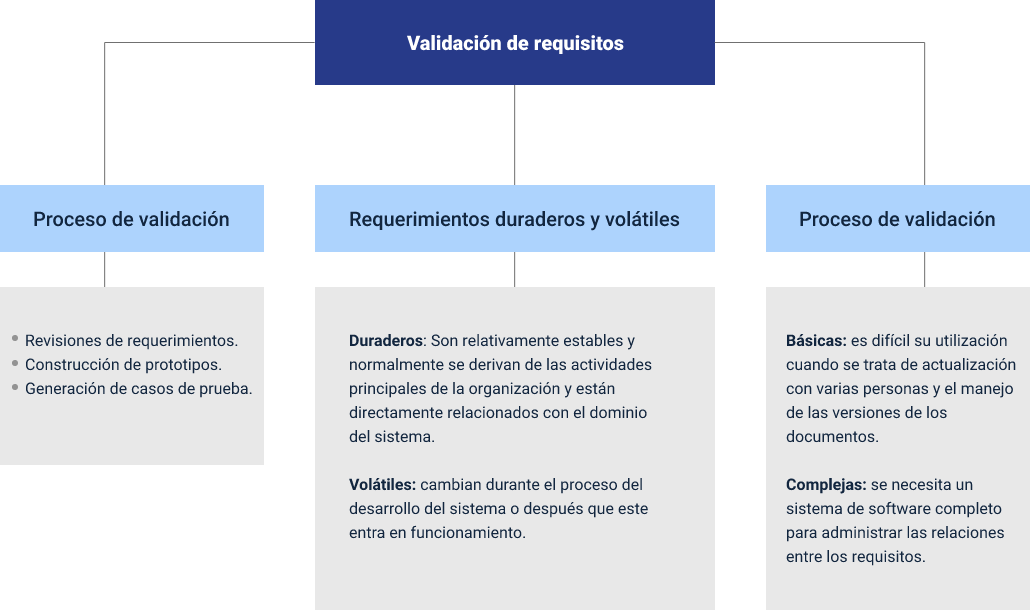 Validación de requisitos
Proceso de validación
Revisiones de requerimientos.
Construcción de prototipos.
Generación de casos de prueba.
Requerimientos duraderos y volátiles
Duraderos: Son relativamente estables y
normalmente se derivan de las actividades
principales de la organización y están
directamente relacionados con el dominio
del sistema.
Volátiles: cambian durante el proceso del
desarrollo del sistema o después que este
entra en funcionamiento.
Proceso de validación
Básicas: es difícil su utilización
cuando se trata de actualización
con varias personas y el manejo
de las versiones de los
documentos.
Complejas: se necesita un
sistema de software completo
para administrar las relaciones
entre los requisitos.